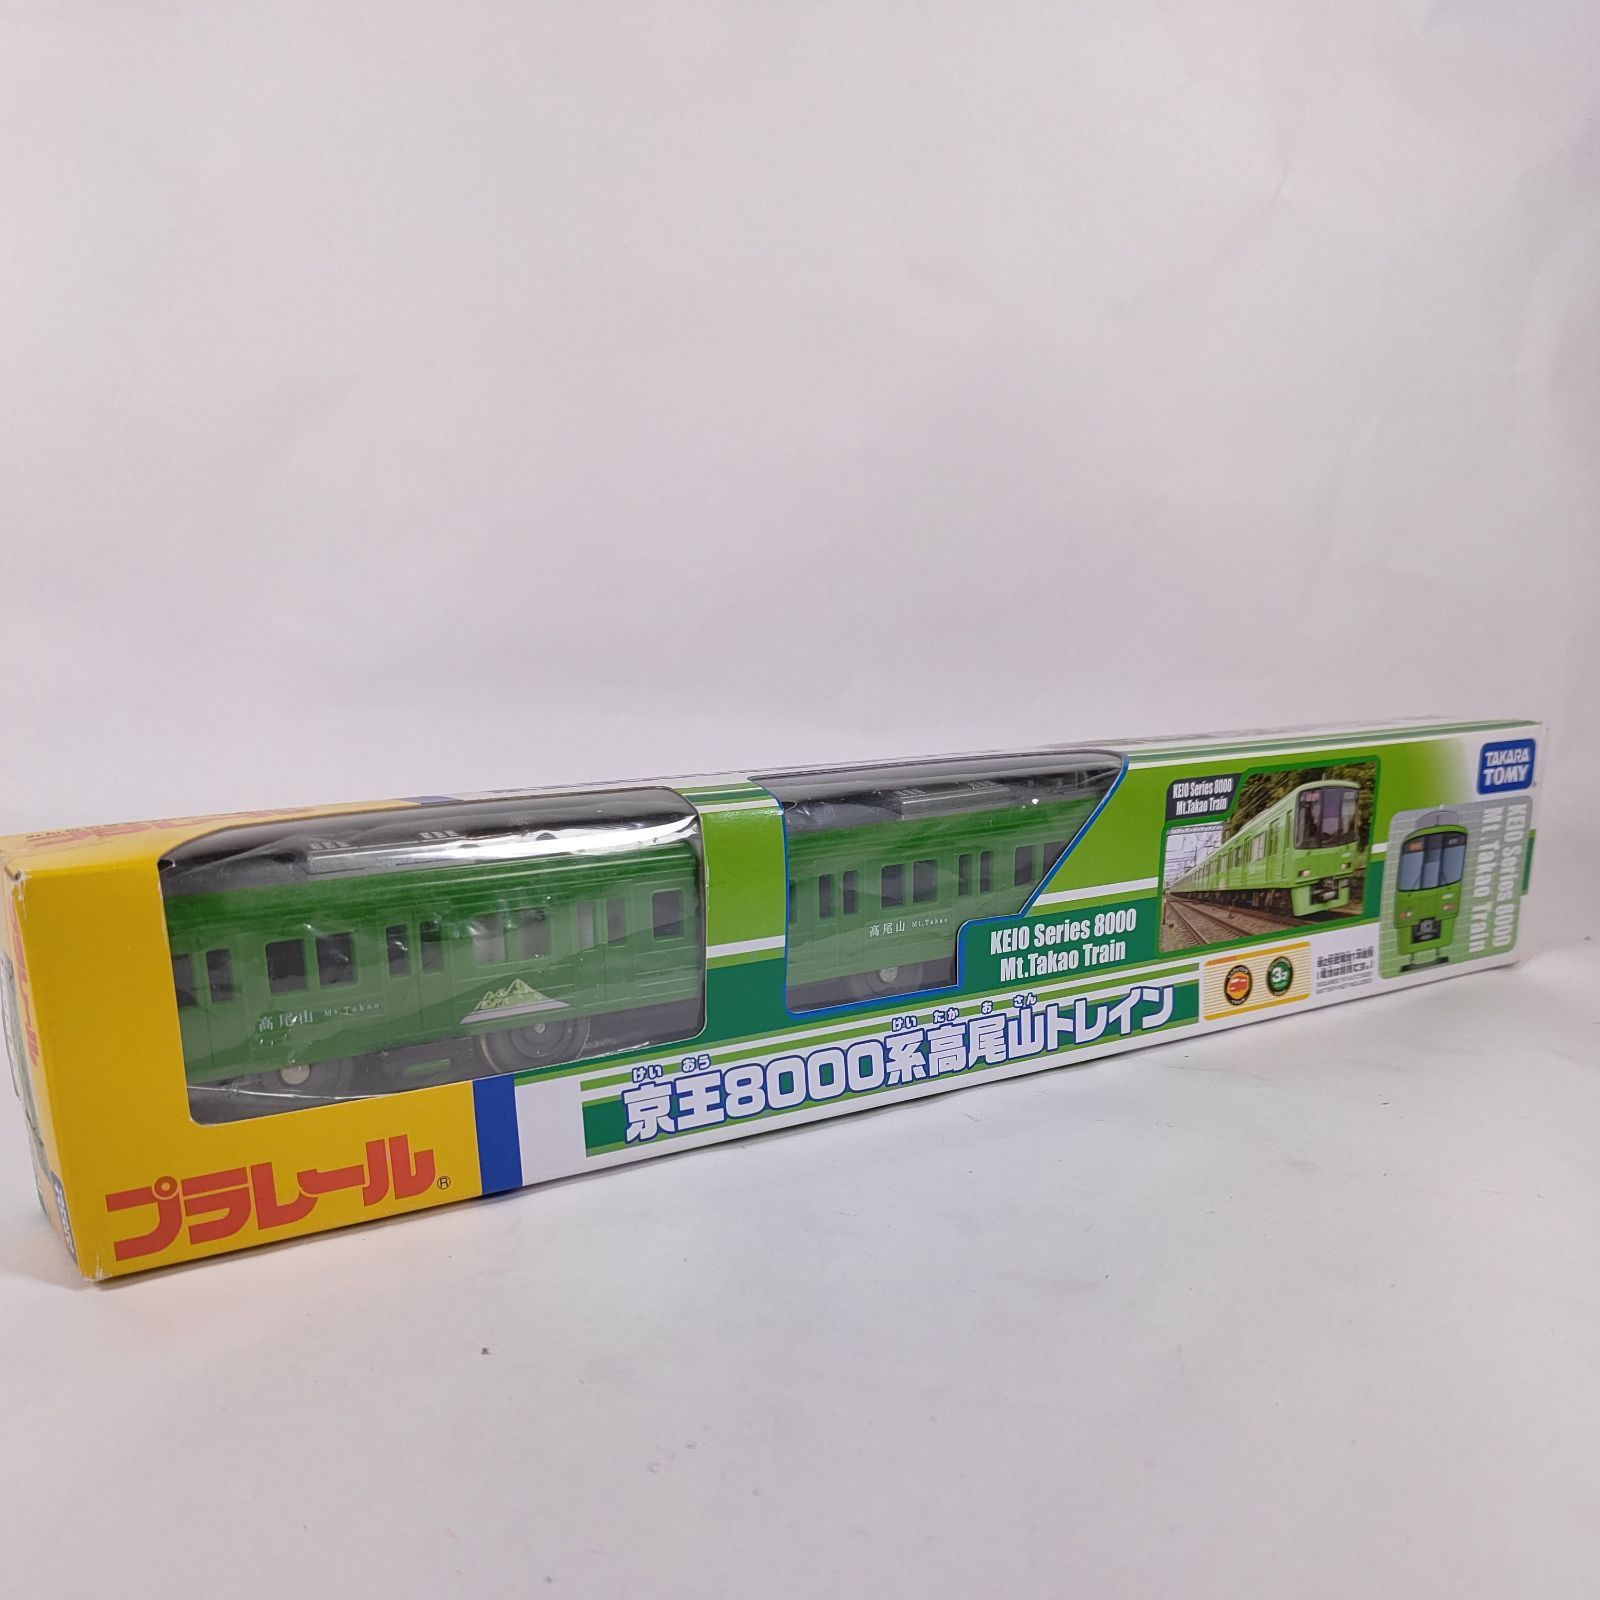 プラレール®
高尾山 Mt.Takao
高尾山 Mt.Takao
KEIO Series 8000
Mt.Takao Train
けい おう けい たか お さん
京王8000系高尾山トレイン
KEIO Series 8000
Mt.Takao Train
TAKARA
TOMY
KEIO Series 8000
Mt Takao Train